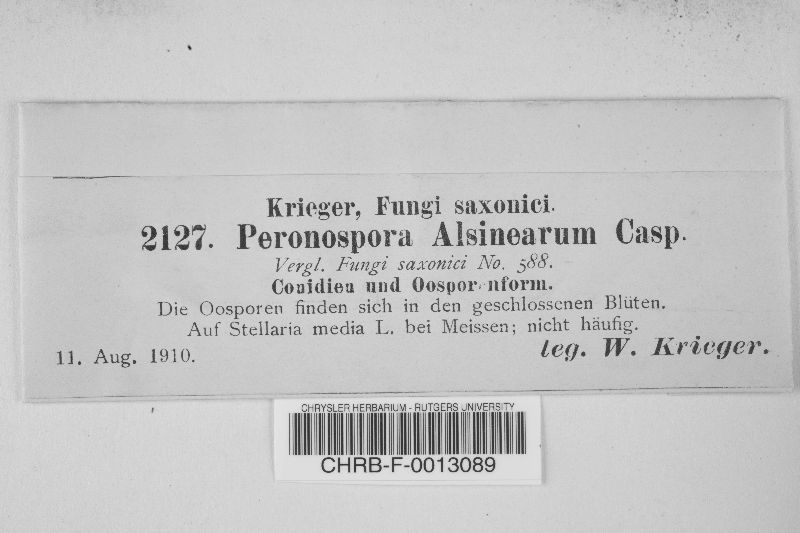 Krieger, Fungi saxonici.
2127. Peronospora Alsinearum Casp.
Vergl. Fungi saxonici No. 588.
Conidien und Oosporenform.
Die Oosporen finden sich in den geschlossenen Blüten.
Auf Stellaria media L. bei Meissen; nicht häufig.
11. Aug. 1910.
leg. W. Krieger.
CHRYSLER HERBARIUM - RUTGERS UNIVERSITY
CHRB-F-0013089